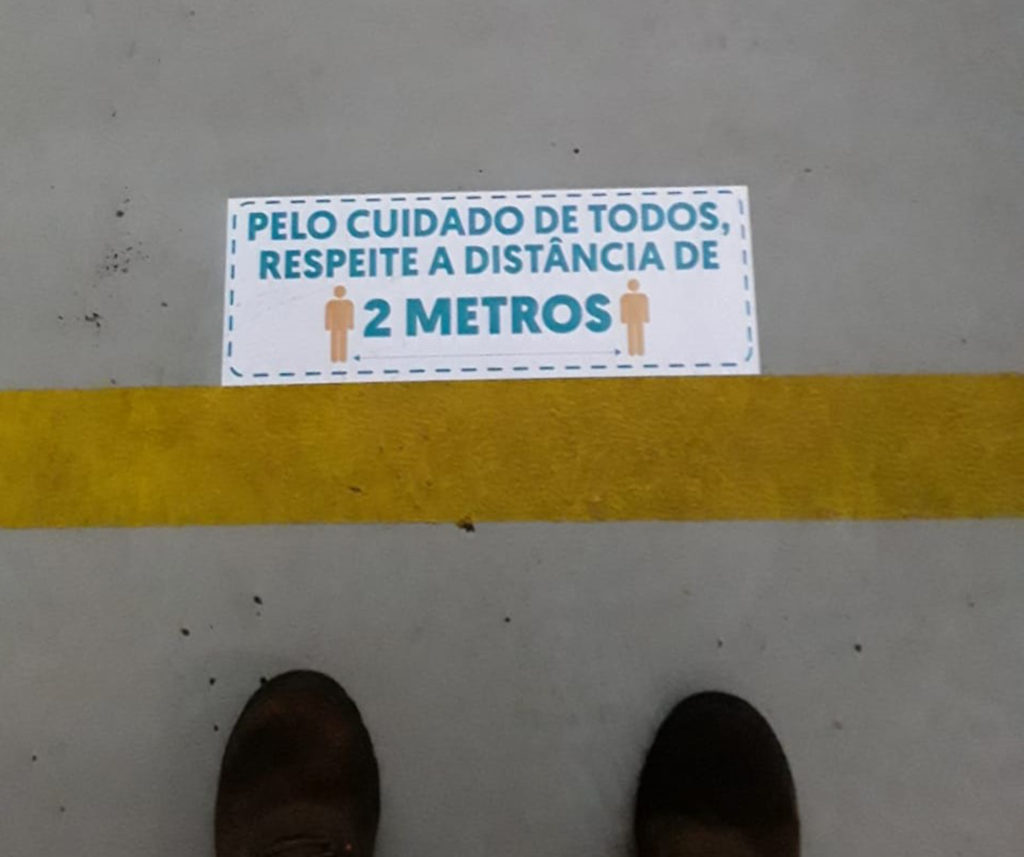 PELO CUIDADO DE TODOS,
RESPEITE A DISTÂNCIA DE
2 METROS